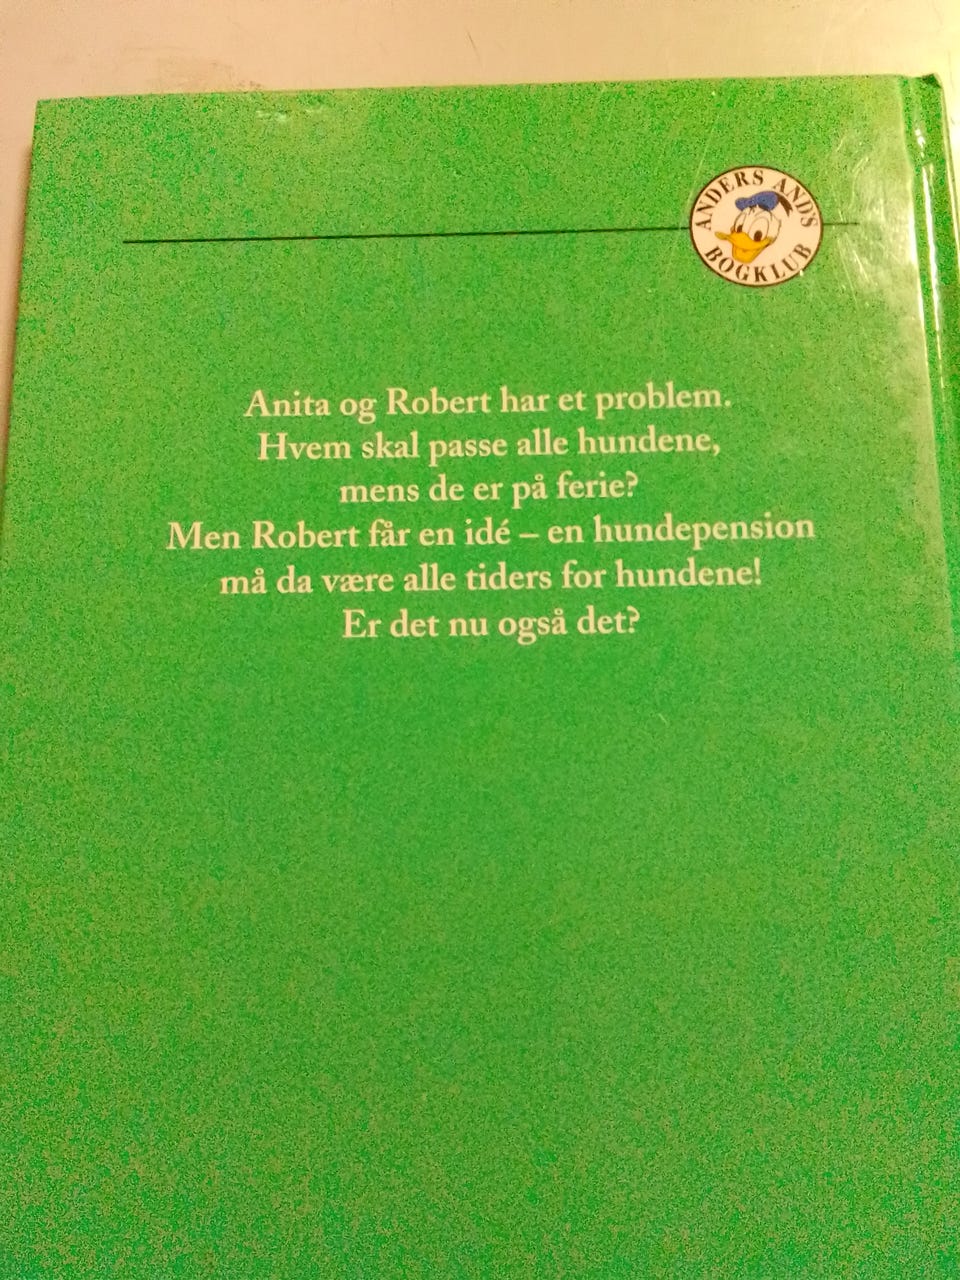 ANDERS AND'S
BOGKLUB
Anita og Robert har et problem.
Hvem skal passe alle hundene,
mens de er på ferie?
Men Robert får en idé – en hundepension
må da være alle tiders for hundene!
Er det nu også det?